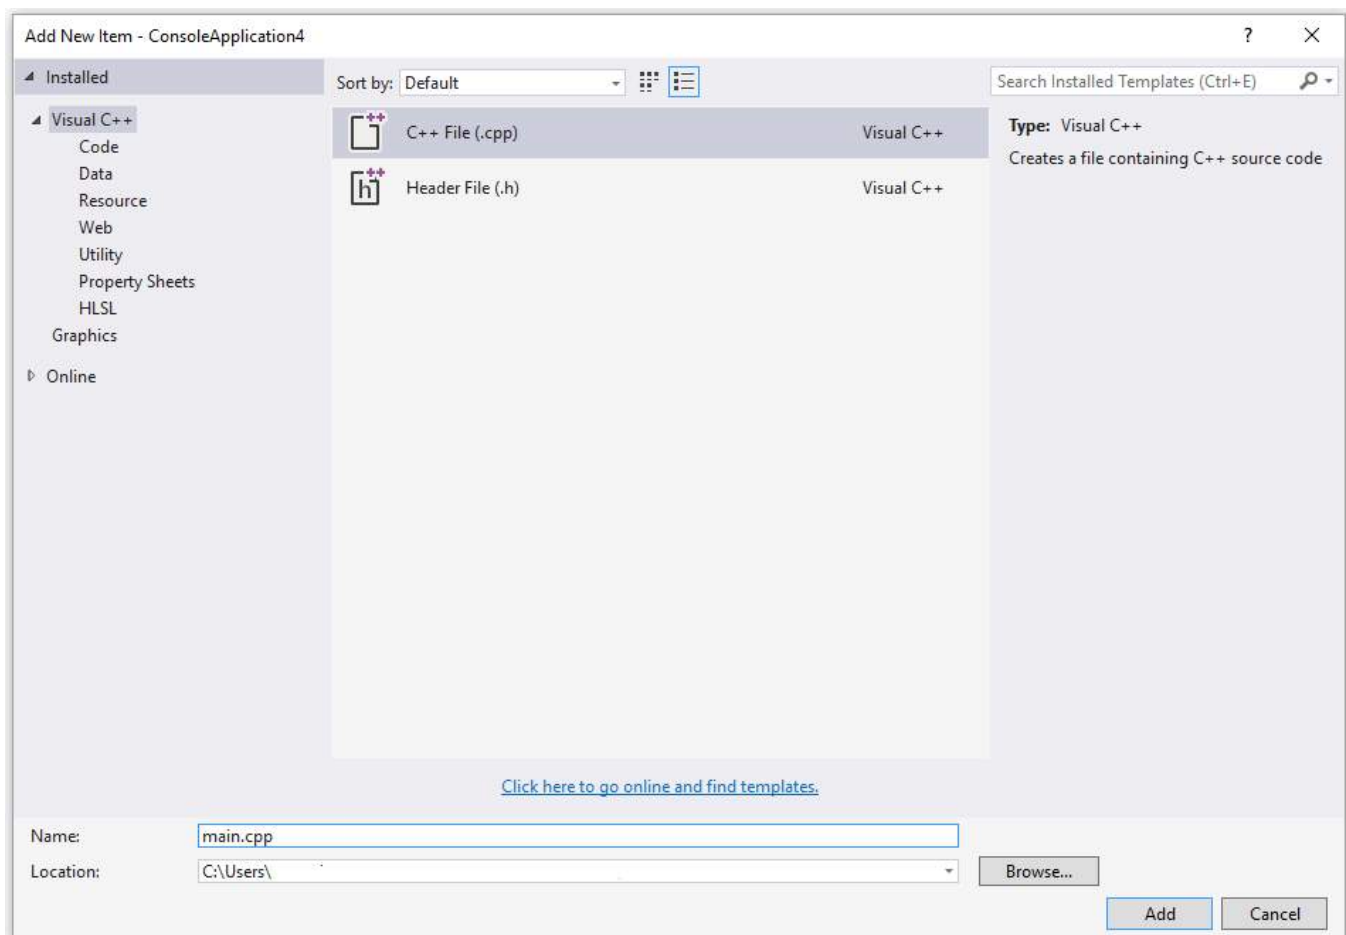 Add New Item - ConsoleApplication4
?
Installed
Sort by: Default
Search Installed Templates (Ctrl+E)
Visual C++
Code
Data
Resource
Web
Utility
Property Sheets
HLSL
Graphics
Online
C++ File (.cpp) Visual C++
Header File (.h) Visual C++
Type: Visual C++
Creates a file containing C++ source code
Click here to go online and find templates.
Name: main.cpp
Location: C:\Users\
Browse...
Add Cancel